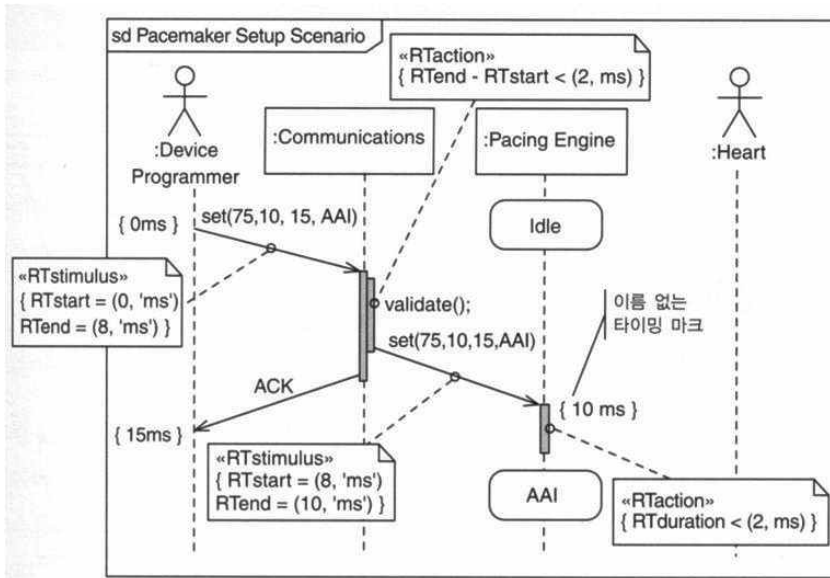 sd Pacemaker Setup Scenario
«RTaction»
{ RTend - RTstart < (2, ms) }
:Device
Programmer
:Communications
:Pacing Engine
:Heart
{ 0ms }
set(75,10, 15, AAI)
Idle
«RTstimulus»
{ RTstart = (0, 'ms')
RTend = (8, 'ms') }
validate();
이름 없는
타이밍 마크
set(75,10,15,AAI)
ACK
{ 10 ms }
{ 15ms }
«RTstimulus»
{ RTstart = (8, 'ms')
RTend = (10, 'ms') }
AAI
«RTaction»
{ RTduration < (2, ms) }